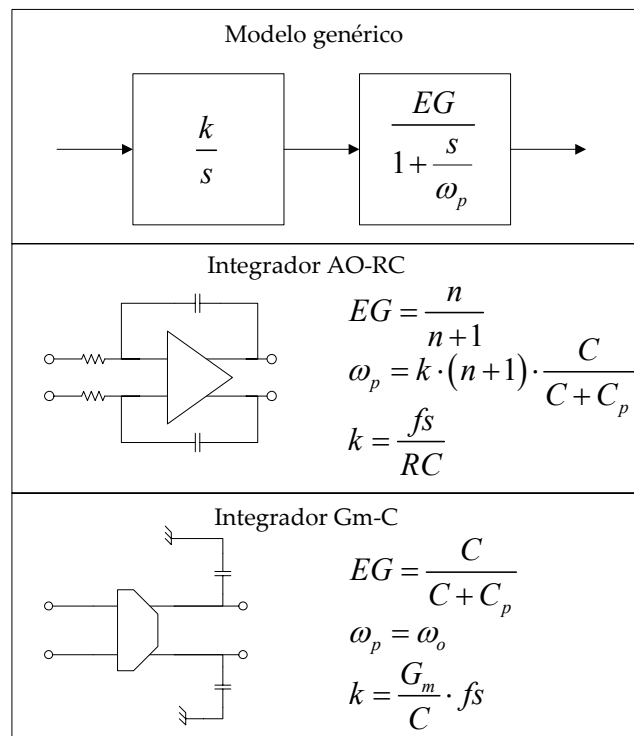 Modelo genérico
k/s
EG/(1+s/ω_p)
Integrador AO-RC
EG = n/(n+1)
ω_p = k·(n+1)·C/(C+C_p)
k = fs/RC
Integrador Gm-C
EG = C/(C+C_p)
ω_p = ω_o
k = G_m/C · fs